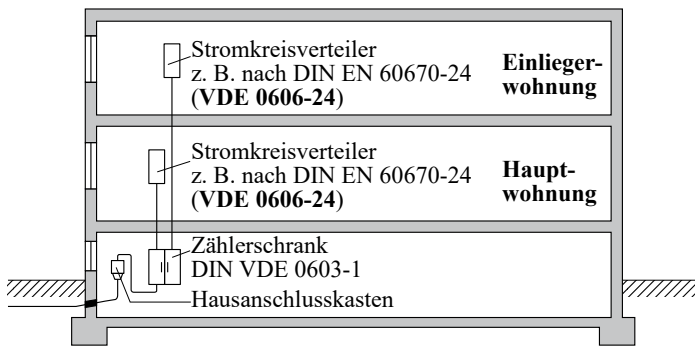 Stromkreisverteiler
z. B. nach DIN EN 60670-24
(VDE 0606-24)
Einlieger-
wohnung
Stromkreisverteiler
z. B. nach DIN EN 60670-24
(VDE 0606-24)
Haupt-
wohnung
Zählerschrank
DIN VDE 0603-1
Hausanschlusskasten